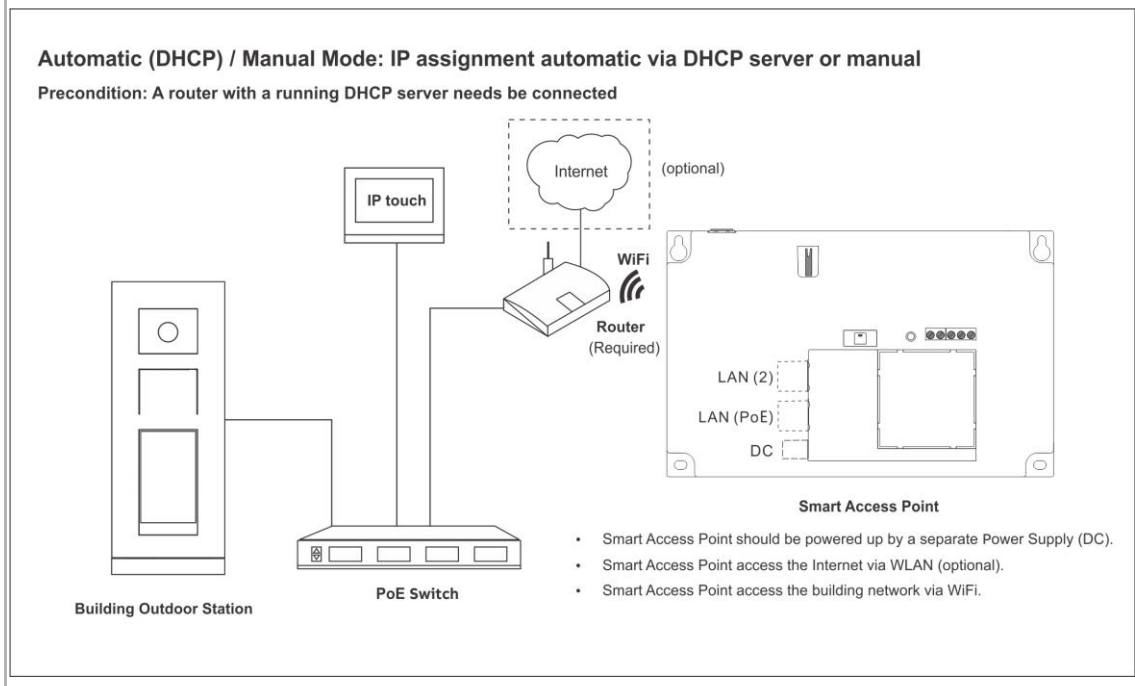 Automatic (DHCP) / Manual Mode: IP assignment automatic via DHCP server or manual
Precondition: A router with a running DHCP server needs be connected
Internet
(optional)
IP touch
WiFi
Router
(Required)
LAN (2)
LAN (PoE)
DC
Smart Access Point
• Smart Access Point should be powered up by a separate Power Supply (DC).
• Smart Access Point access the Internet via WLAN (optional).
• Smart Access Point access the building network via WiFi.
PoE Switch
Building Outdoor Station